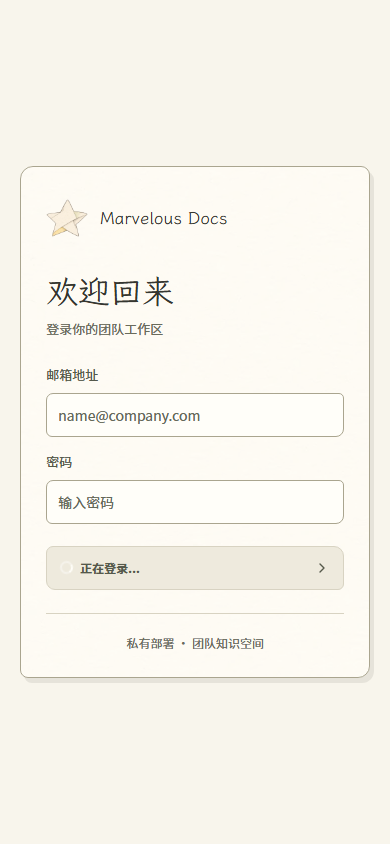 Marvelous Docs
欢迎回来
登录你的团队工作区
邮箱地址
name@company.com
密码
输入密码
正在登录...
私有部署 · 团队知识空间